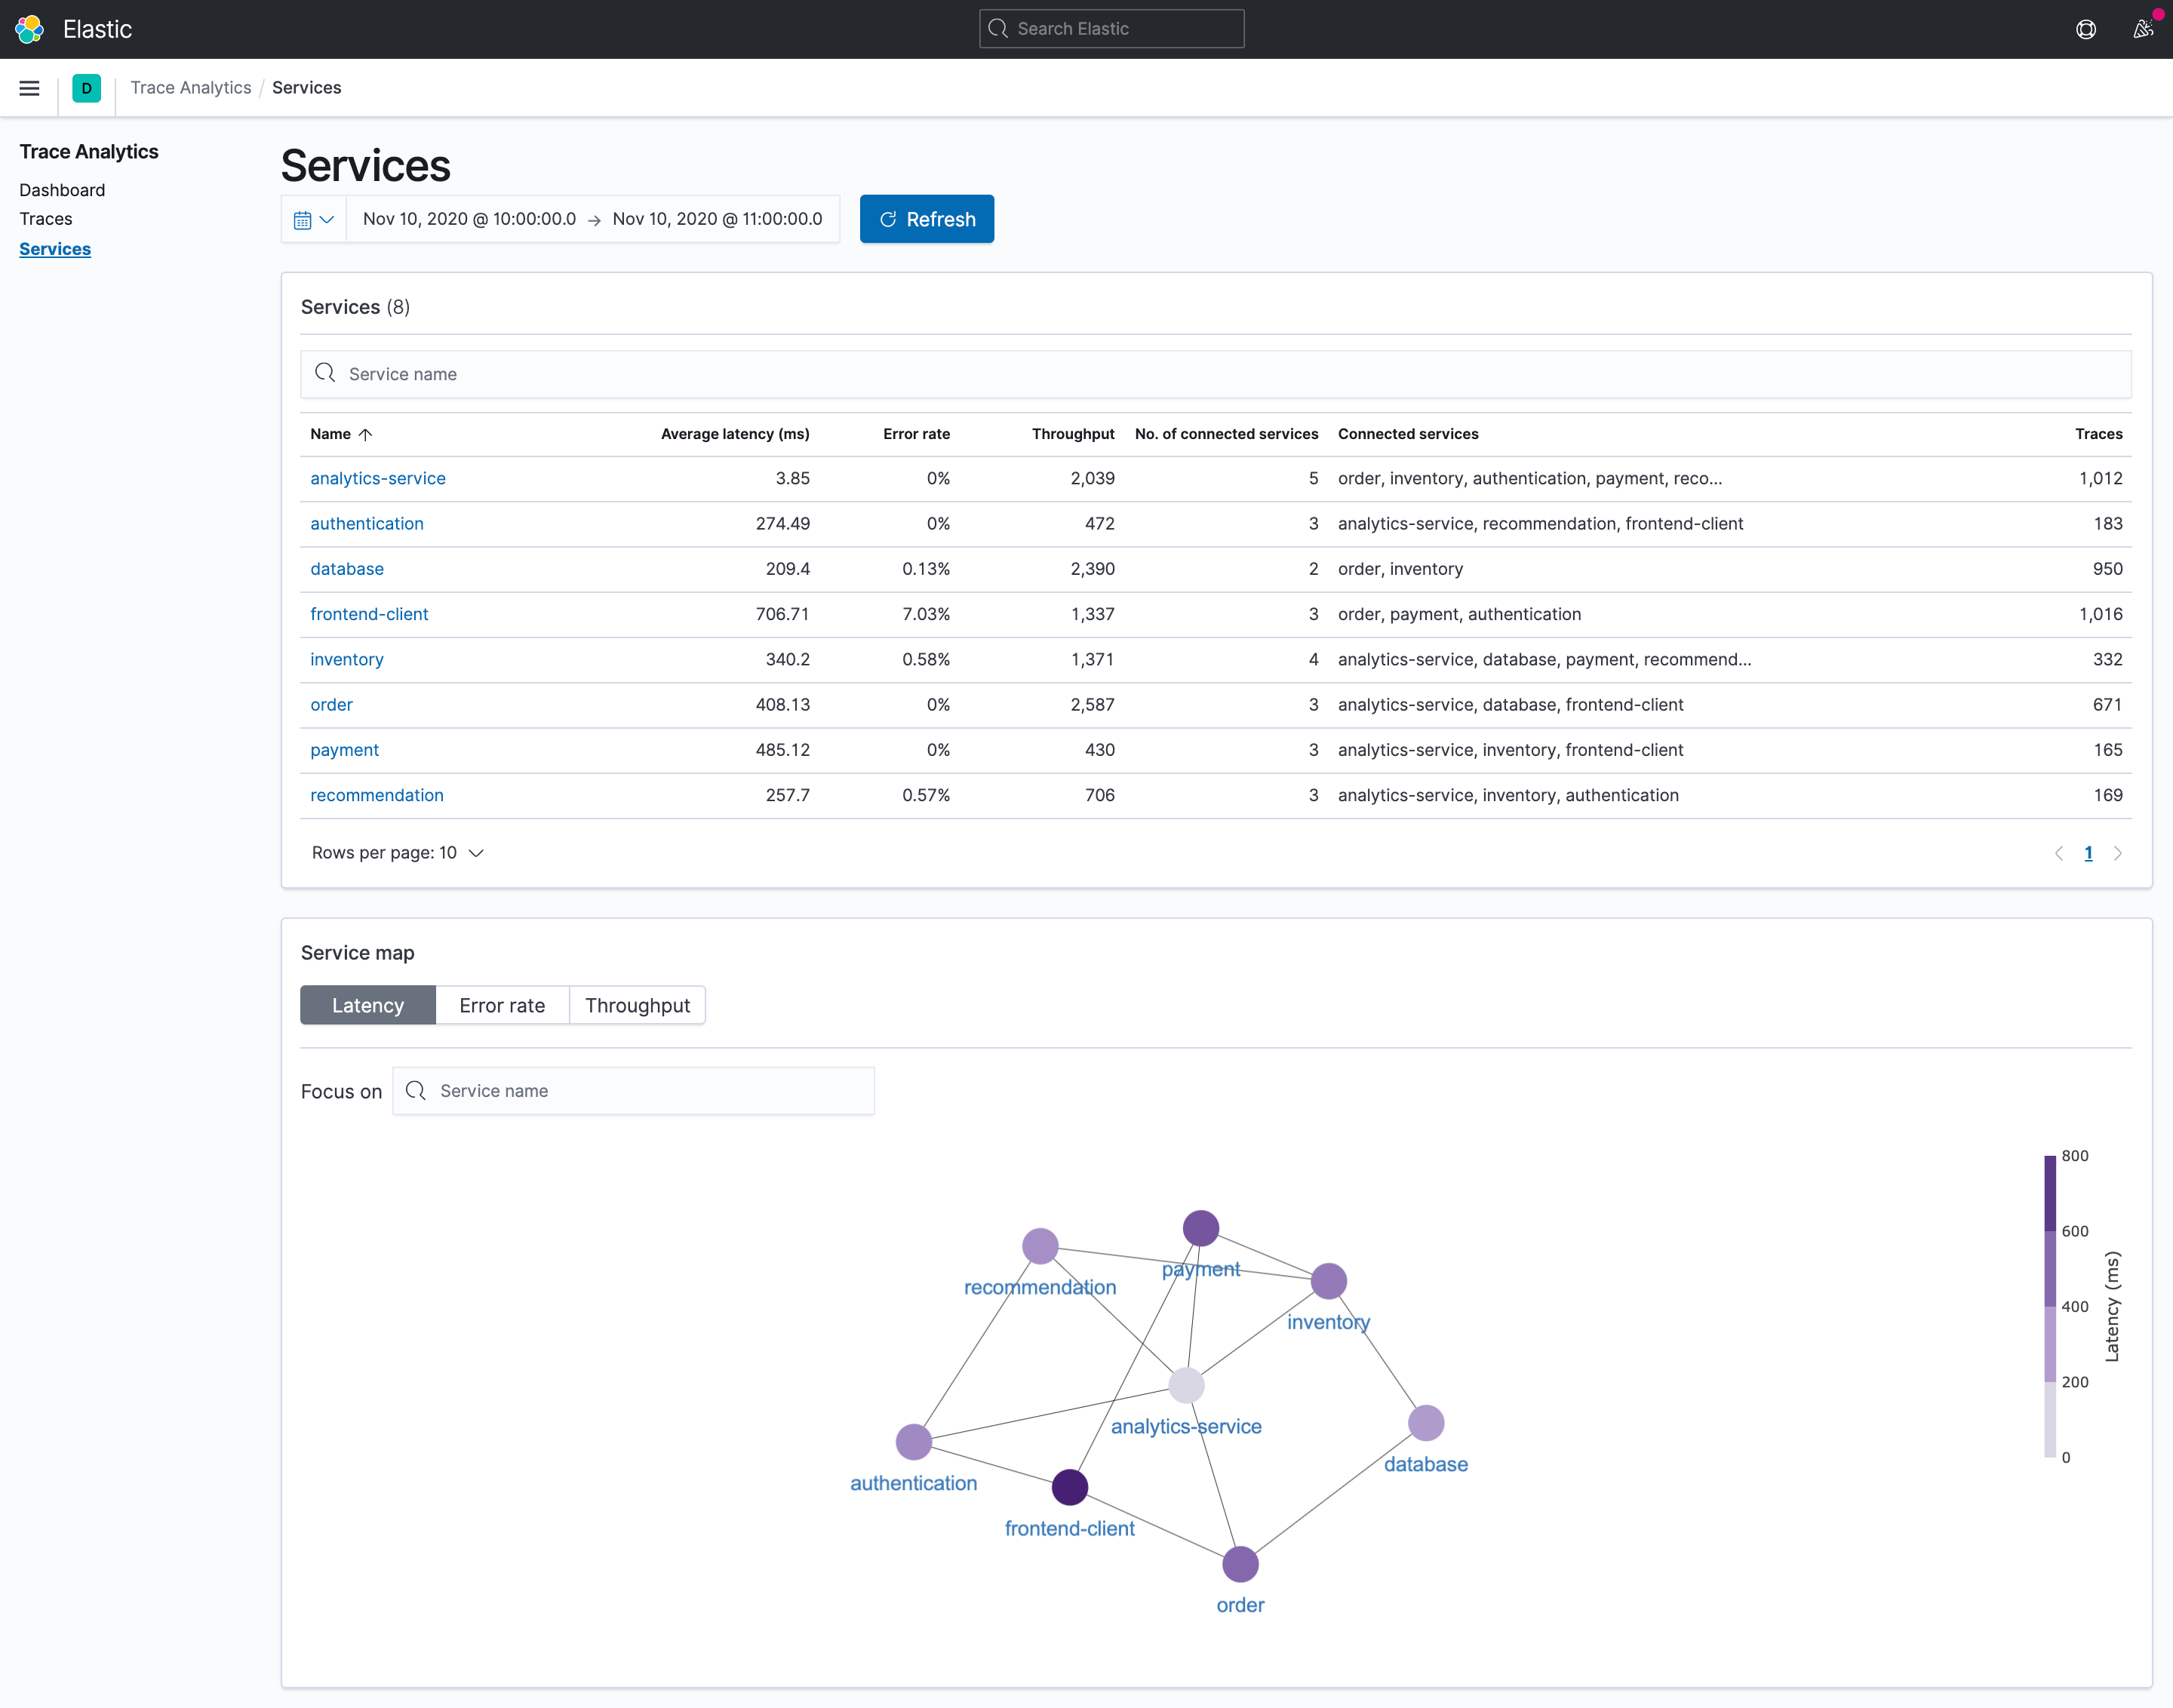 Elastic
Search Elastic
D
Trace Analytics / Services
Trace Analytics
Dashboard
Traces
Services
Services
Nov 10, 2020 @ 10:00:00.0 → Nov 10, 2020 @ 11:00:00.0
Refresh
Services (8)
Service name
Name ↑ Average latency (ms) Error rate Throughput No. of connected services Connected services Traces
analytics-service 3.85 0% 2,039 5 order, inventory, authentication, payment, reco... 1,012
authentication 274.49 0% 472 3 analytics-service, recommendation, frontend-client 183
database 209.4 0.13% 2,390 2 order, inventory 950
frontend-client 706.71 7.03% 1,337 3 order, payment, authentication 1,016
inventory 340.2 0.58% 1,371 4 analytics-service, database, payment, recommend... 332
order 408.13 0% 2,587 3 analytics-service, database, frontend-client 671
payment 485.12 0% 430 3 analytics-service, inventory, frontend-client 165
recommendation 257.7 0.57% 706 3 analytics-service, inventory, authentication 169
Rows per page: 10
1
Service map
Latency Error rate Throughput
Focus on Service name
800
600
400
200
0
Latency (ms)
payment
recommendation
inventory
analytics-service
database
authentication
frontend-client
order